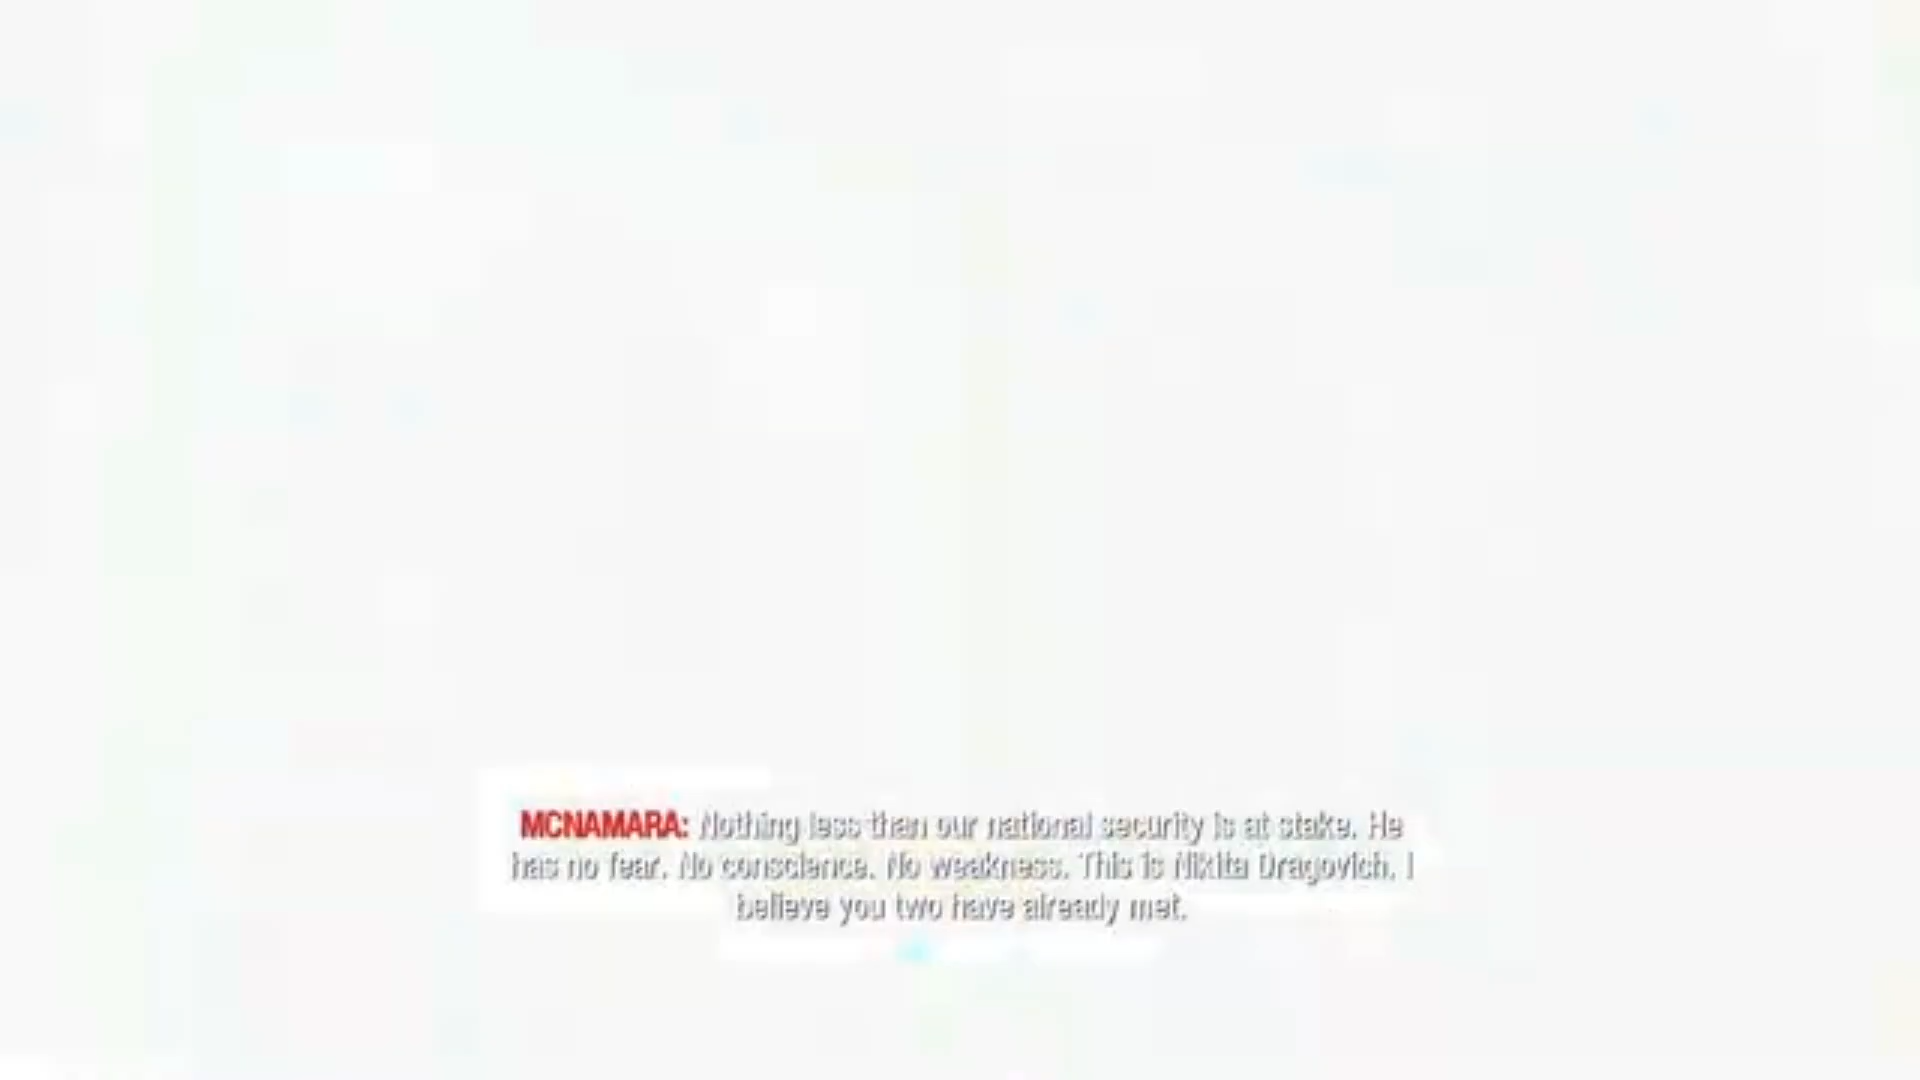 MCNAMARA: Nothing less than our national security is at stake. He
has no fear. No conscience. No weakness. This is Nikita Dragovich. I
believe you two have already met.